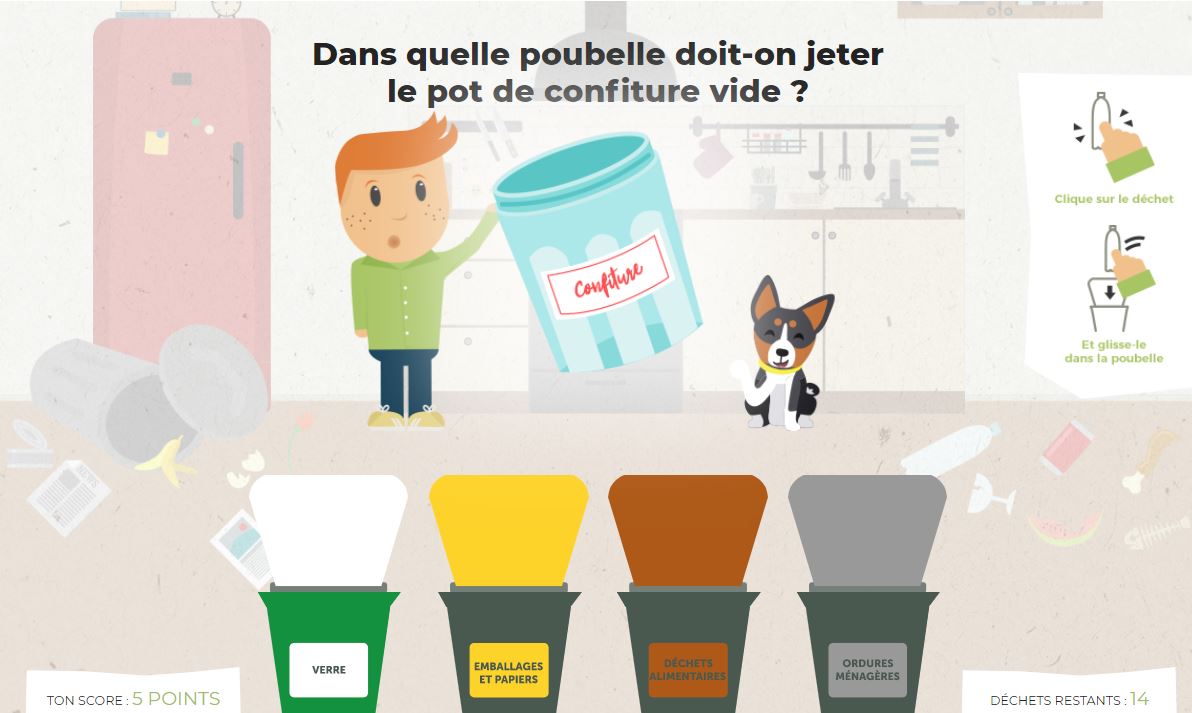 Dans quelle poubelle doit-on jeter
le pot de confiture vide ?
Clique sur le déchet
Et glisse-le
dans la poubelle
Confiture
VERRE
EMBALLAGES
ET PAPIERS
DÉCHETS
ALIMENTAIRES
ORDURES
MÉNAGÈRES
TON SCORE : 5 POINTS
DÉCHETS RESTANTS : 14